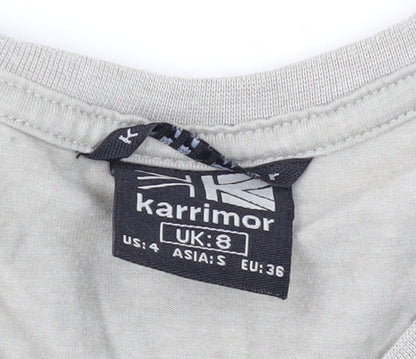 K
karrimor
UK:8
US:4 ASIA:S EU:36